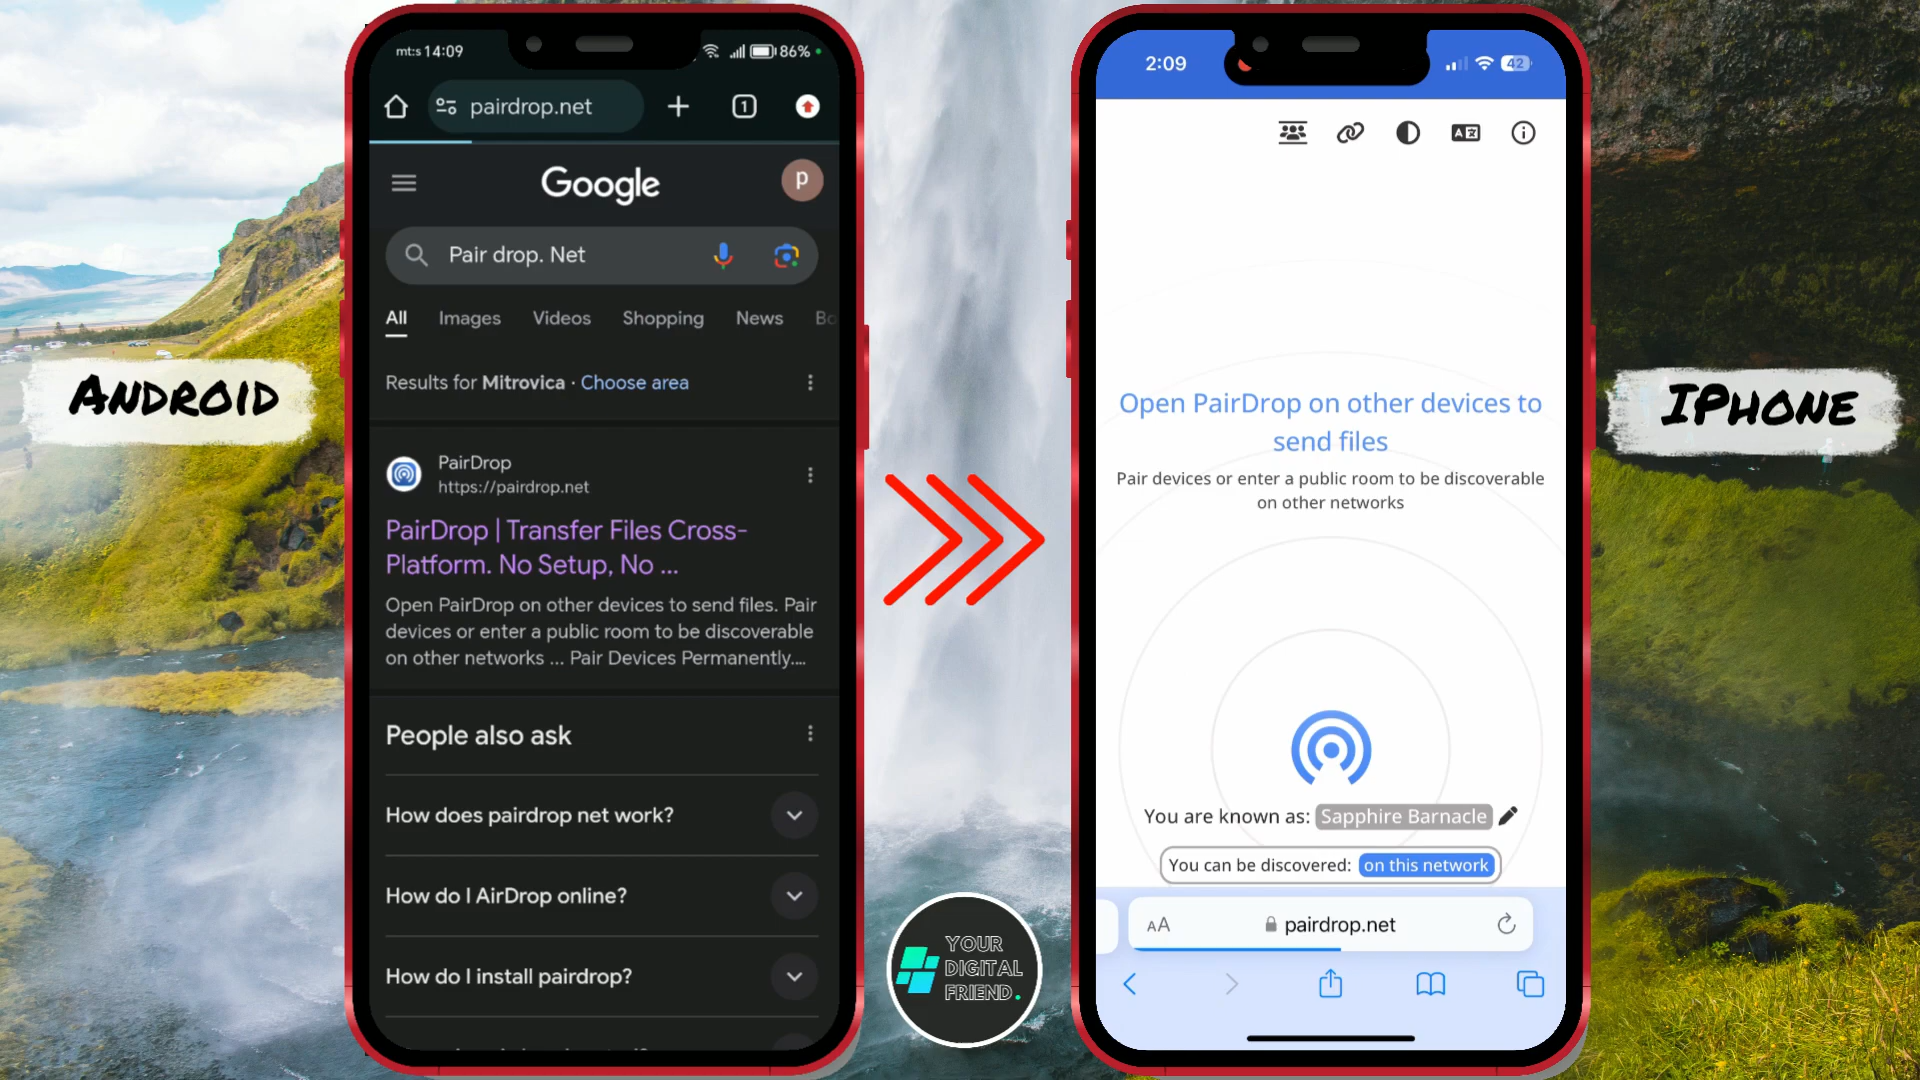 ANDROID
mt:s 14:09
86%
pairdrop.net
1
Google
p
Pair drop. Net
All Images Videos Shopping News Bo
Results for Mitrovica · Choose area
PairDrop
https://pairdrop.net
PairDrop | Transfer Files Cross-
Platform. No Setup, No ...
Open PairDrop on other devices to send files. Pair
devices or enter a public room to be discoverable
on other networks ... Pair Devices Permanently....
People also ask
How does pairdrop net work?
How do I AirDrop online?
How do I install pairdrop?
YOUR
DIGITAL
FRIEND.
IPHONE
2:09
42
Open PairDrop on other devices to
send files
Pair devices or enter a public room to be discoverable
on other networks
You are known as: Sapphire Barnacle
You can be discovered: on this network
AA
pairdrop.net